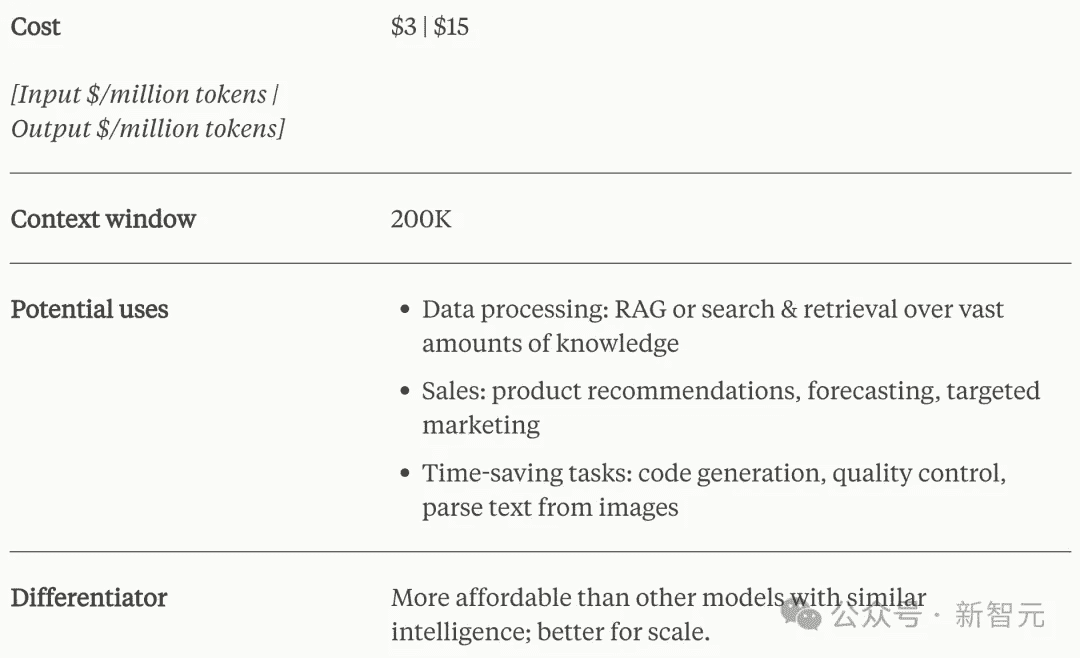 Cost
$3 | $15
[Input $/million tokens |
Output $/million tokens]
Context window
200K
Potential uses
• Data processing: RAG or search & retrieval over vast
amounts of knowledge
• Sales: product recommendations, forecasting, targeted
marketing
• Time-saving tasks: code generation, quality control,
parse text from images
Differentiator
More affordable than other models with similar
intelligence; better for scale.
公众号 · 新智元